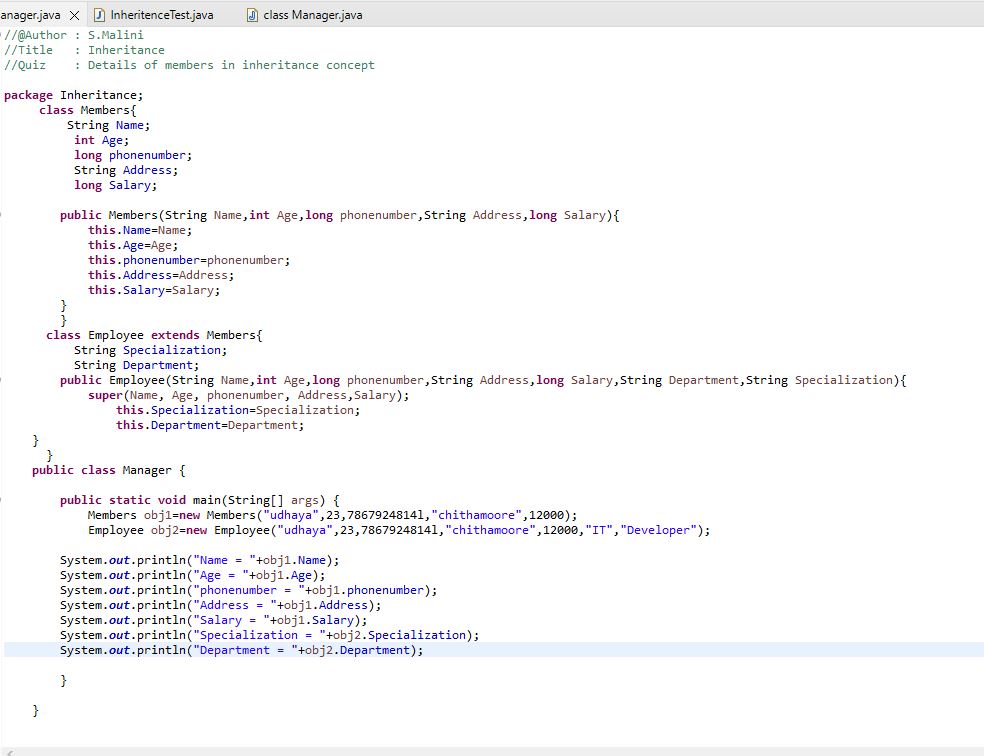 anager.java InheritenceTest.java class Manager.java
//@Author : S.Malini
//Title   : Inheritance
//Quiz    : Details of members in inheritance concept
package Inheritance;
class Members{
String Name;
int Age;
long phonenumber;
String Address;
long Salary;
public Members(String Name,int Age,long phonenumber,String Address,long Salary){
this.Name=Name;
this.Age=Age;
this.phonenumber=phonenumber;
this.Address=Address;
this.Salary=Salary;
}
}
class Employee extends Members{
String Specialization;
String Department;
public Employee(String Name,int Age,long phonenumber,String Address,long Salary,String Department,String Specialization){
super(Name, Age, phonenumber, Address,Salary);
this.Specialization=Specialization;
this.Department=Department;
}
}
public class Manager {
public static void main(String[] args) {
Members obj1=new Members("udhaya",23,7867924814l,"chithamoore",12000);
Employee obj2=new Employee("udhaya",23,7867924814l,"chithamoore",12000,"IT","Developer");
System.out.println("Name = "+obj1.Name);
System.out.println("Age = "+obj1.Age);
System.out.println("phonenumber = "+obj1.phonenumber);
System.out.println("Address = "+obj1.Address);
System.out.println("Salary = "+obj1.Salary);
System.out.println("Specialization = "+obj2.Specialization);
System.out.println("Department = "+obj2.Department);
}
}